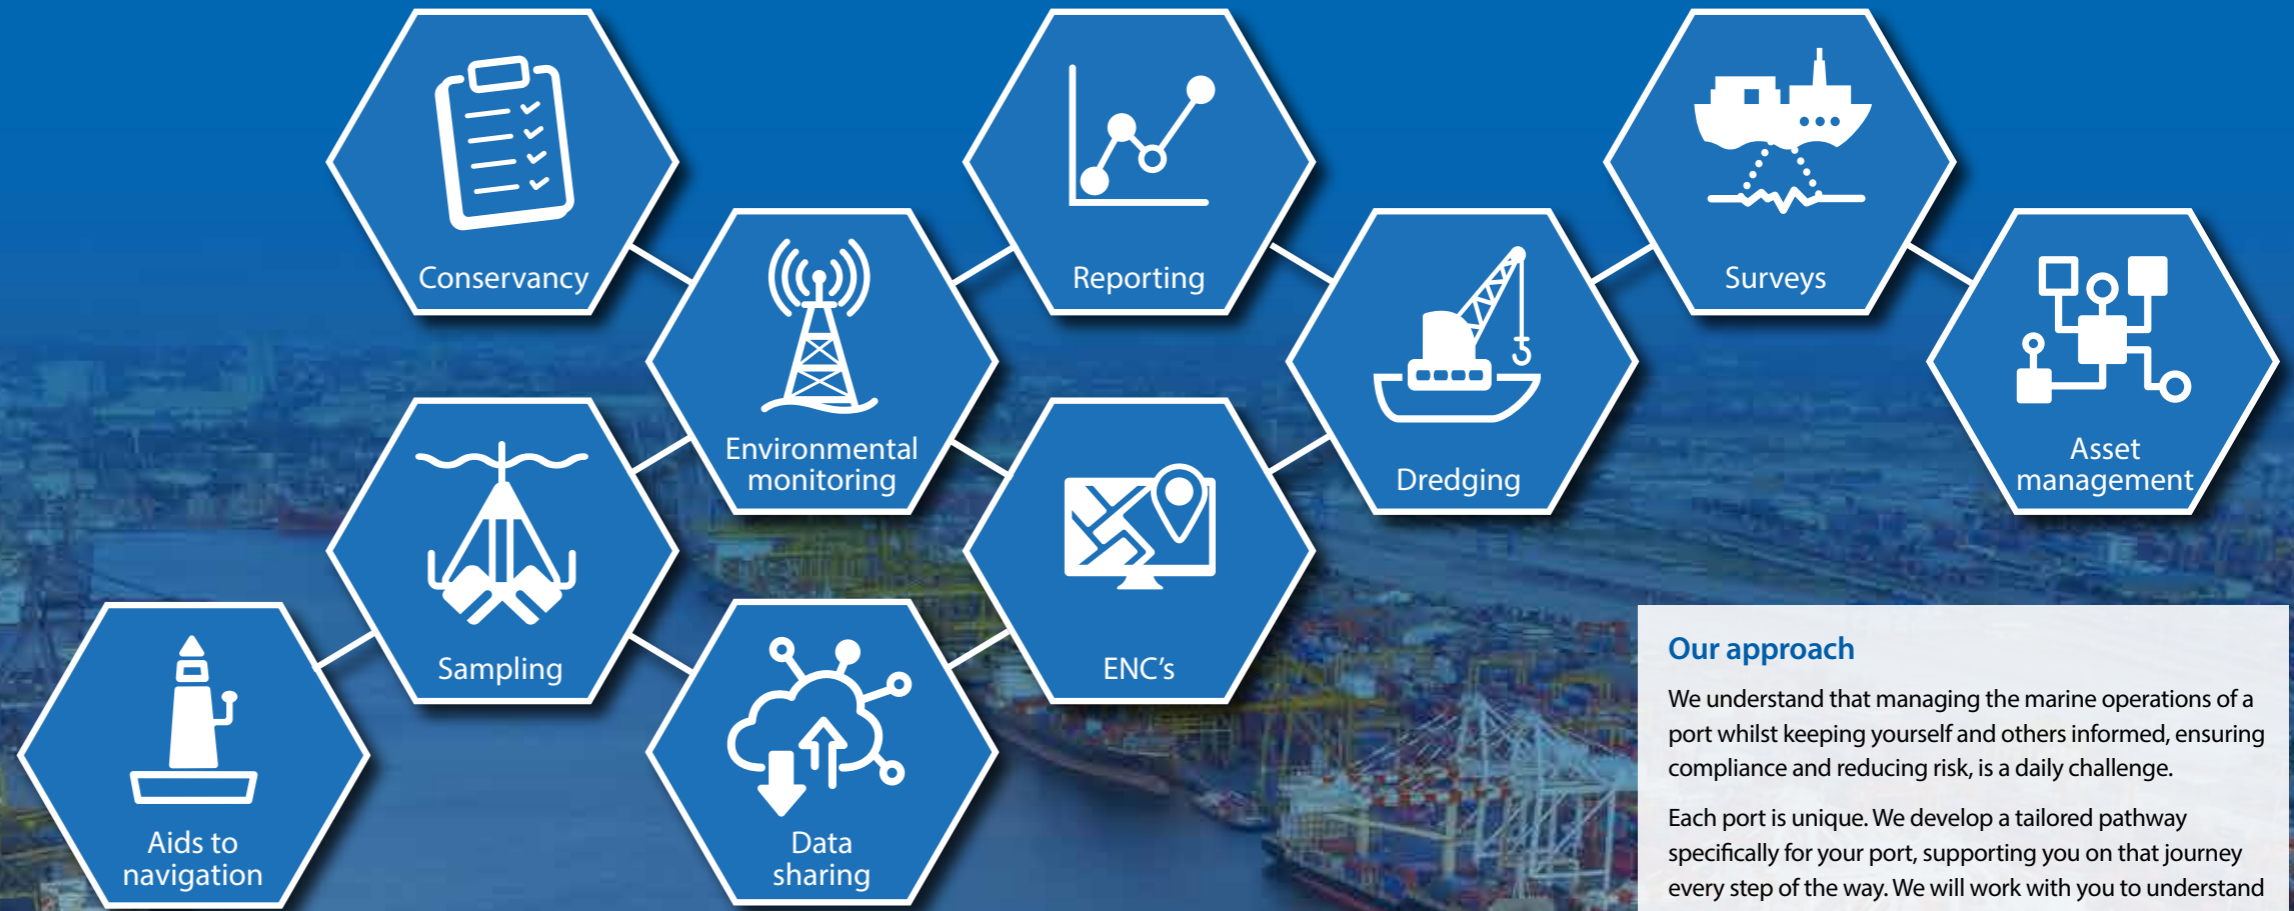 Conservancy
Reporting
Surveys
Environmental
monitoring
Dredging
Asset
management
Sampling
ENC's
Aids to
navigation
Data
sharing
Our approach
We understand that managing the marine operations of a
port whilst keeping yourself and others informed, ensuring
compliance and reducing risk, is a daily challenge.
Each port is unique. We develop a tailored pathway
specifically for your port, supporting you on that journey
every step of the way. We will work with you to understand